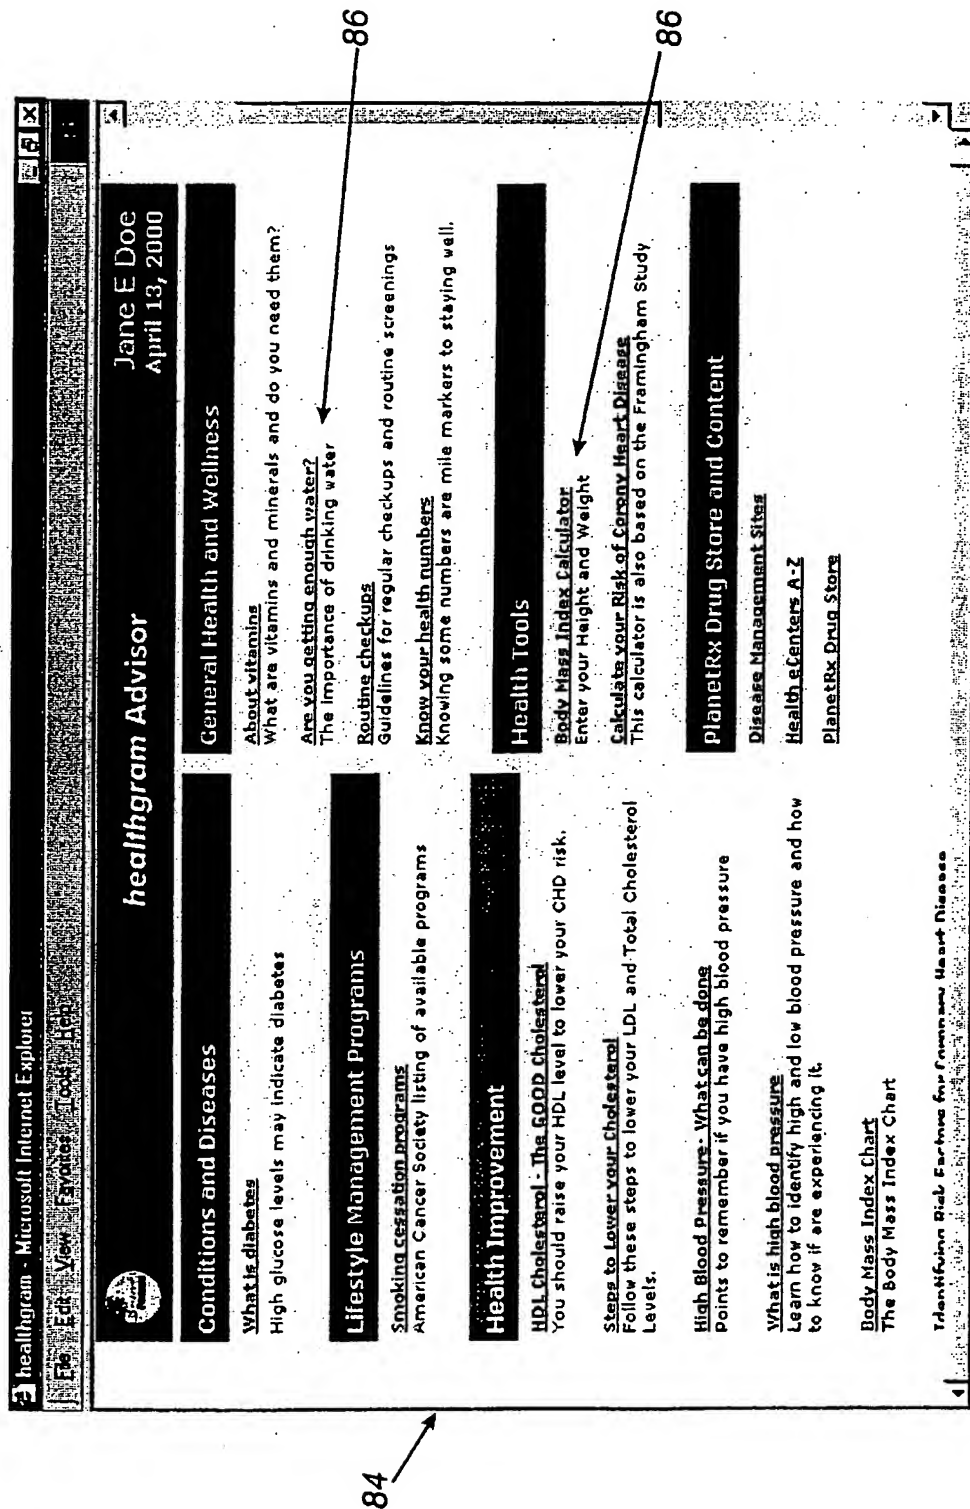 healthgram - Microsoft Internet Explorer
File Edit View Favorites Tools Help
healthgram Advisor
Jane E Doe
April 13, 2000
Conditions and Diseases
What is diabetes
High glucose levels may indicate diabetes
Lifestyle Management Programs
Smoking cessation programs
American Cancer Society listing of available programs
Health Improvement
HDL Cholesterol - The GOOD Cholesterol
You should raise your HDL level to lower your CHD risk.
Steps to Lower your Cholesterol
Follow these steps to lower your LDL and Total Cholesterol
Levels.
High Blood Pressure- What can be done
Points to remember if you have high blood pressure
What is high blood pressure
Learn how to identify high and low blood pressure and how
to know if are experiencing it.
Body Mass Index Chart
The Body Mass Index Chart
Identifying Risk Factors for Coronary Heart Disease
General Health and Wellness
About vitamins
What are vitamins and minerals and do you need them?
Are you getting enough water?
The importance of drinking water
Routine checkups
Guidelines for regular checkups and routine screenings
Know your health numbers
Knowing some numbers are mile markers to staying well.
Health Tools
Body Mass Index Calculator
Enter your Height and Weight
Calculate your Risk of Corony Heart Disease
This calculator is also based on the Framingham Study
PlanetRx Drug Store and Content
Disease Management Sites
Health eCenters A-Z
PlanetRx Drug Store
84
86
86